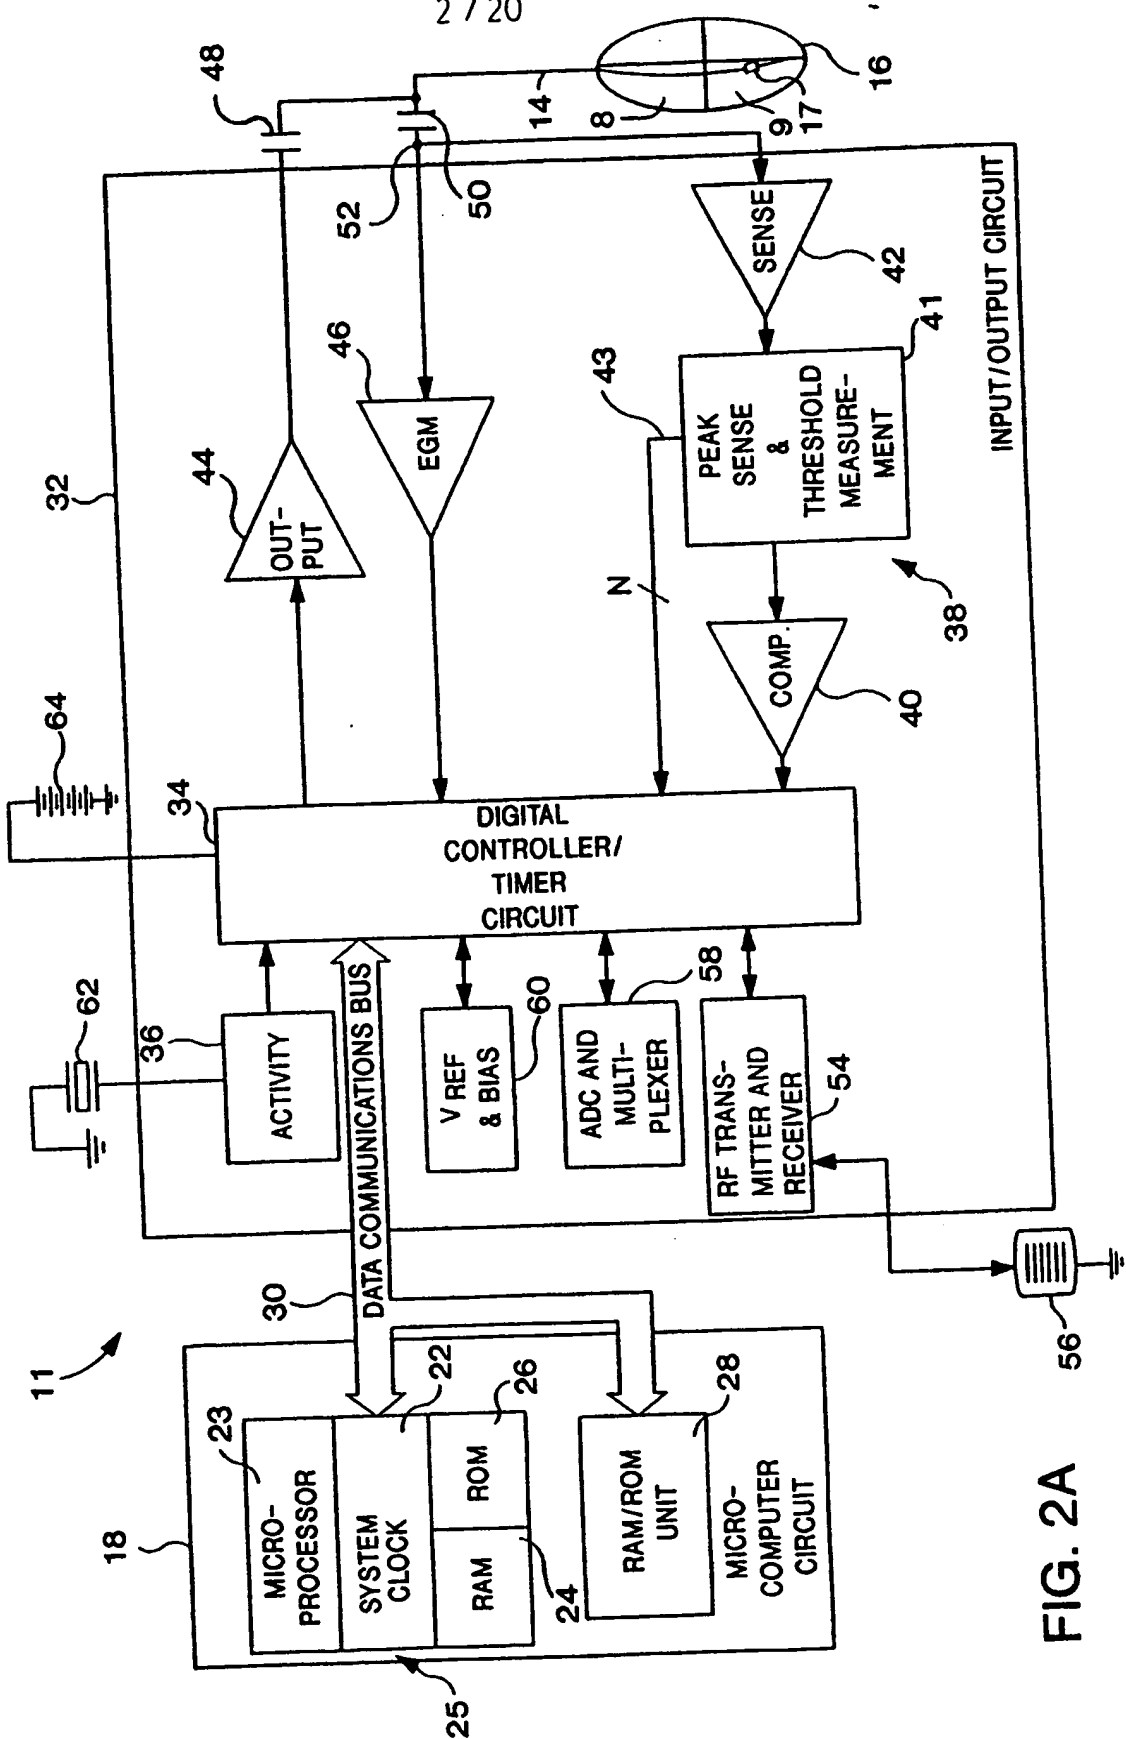 2 / 20
48
14
8
9
17
16
52
50
SENSE
42
46
EGM
43
PEAK
SENSE
&
THRESHOLD
MEASURE-
MENT
41
INPUT/OUTPUT CIRCUIT
32
44
OUT-
PUT
N
38
COMP.
40
64
34
DIGITAL
CONTROLLER/
TIMER
CIRCUIT
62
36
ACTIVITY
DATA COMMUNICATIONS BUS
V REF
& BIAS
60
ADC AND
MULTI-
PLEXER
58
RF TRANS-
MITTER AND
RECEIVER
54
56
30
11
18
23
MICRO-
PROCESSOR
SYSTEM
CLOCK
22
RAM
ROM
26
24
25
RAM/ROM
UNIT
28
MICRO-
COMPUTER
CIRCUIT
FIG. 2A